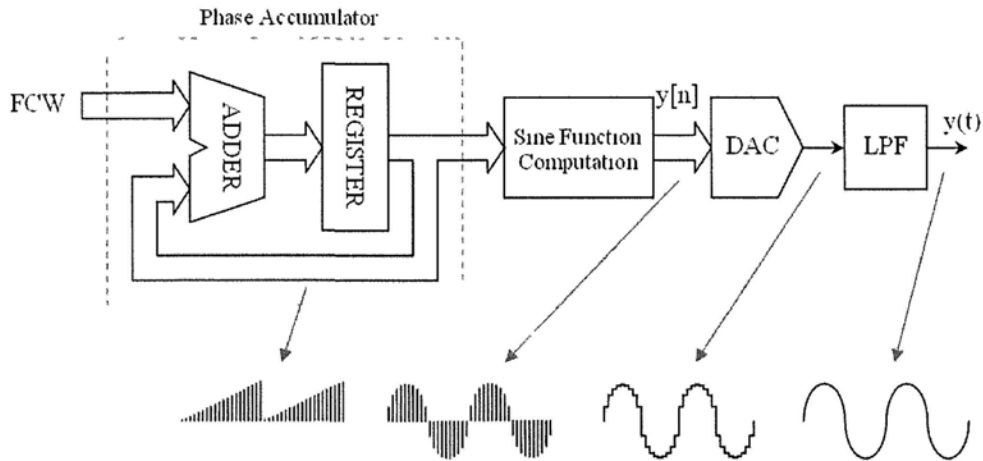 Phase Accumulator
FCW
ADDER
REGISTER
Sine Function
Computation
y[n]
DAC
LPF
y(t)